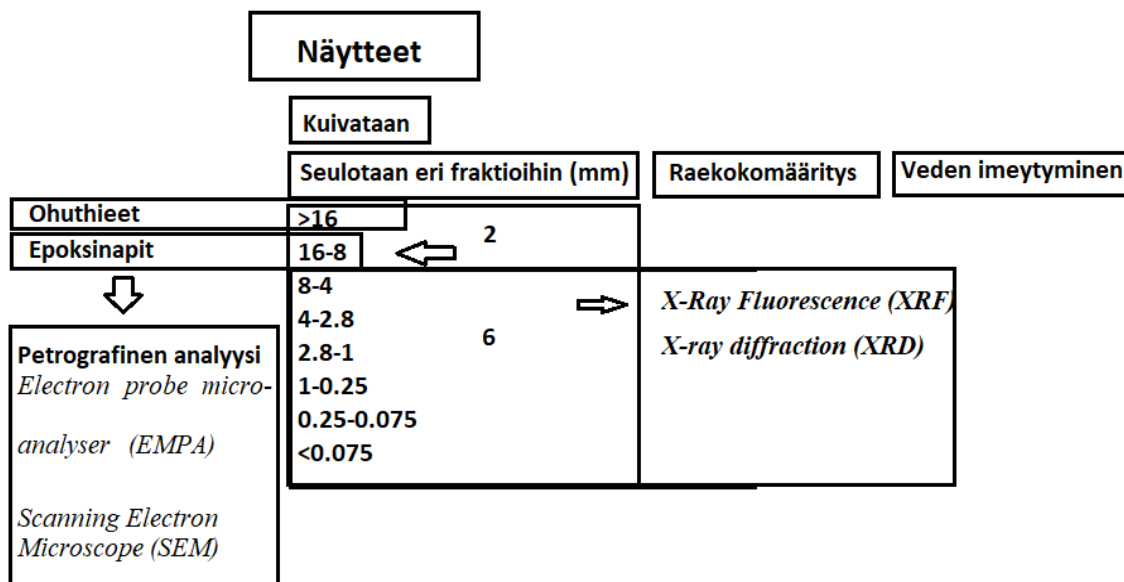 Näytteet
Kuivataan
Seulotaan eri fraktioihin (mm)
Raekokomääritys
Veden imeytyminen
Ohuthieet
>16
2
Epoksinapit
16-8
8-4
4-2.8
2.8-1
1-0.25
0.25-0.075
<0.075
6
X-Ray Fluorescence (XRF)
X-ray diffraction (XRD)
Petrografinen analyysi
Electron probe micro-
analyser (EMPA)
Scanning Electron
Microscope (SEM)